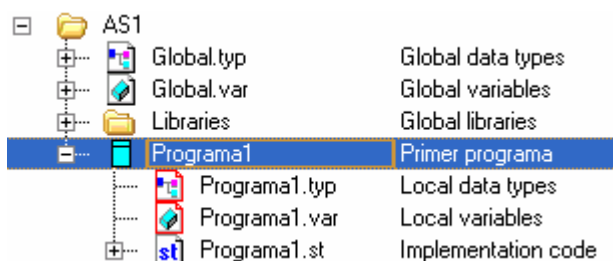 AS1
Global.typ Global data types
Global.var Global variables
Libraries Global libraries
Programa1 Primer programa
Programa1.typ Local data types
Programa1.var Local variables
st Programa1.st Implementation code